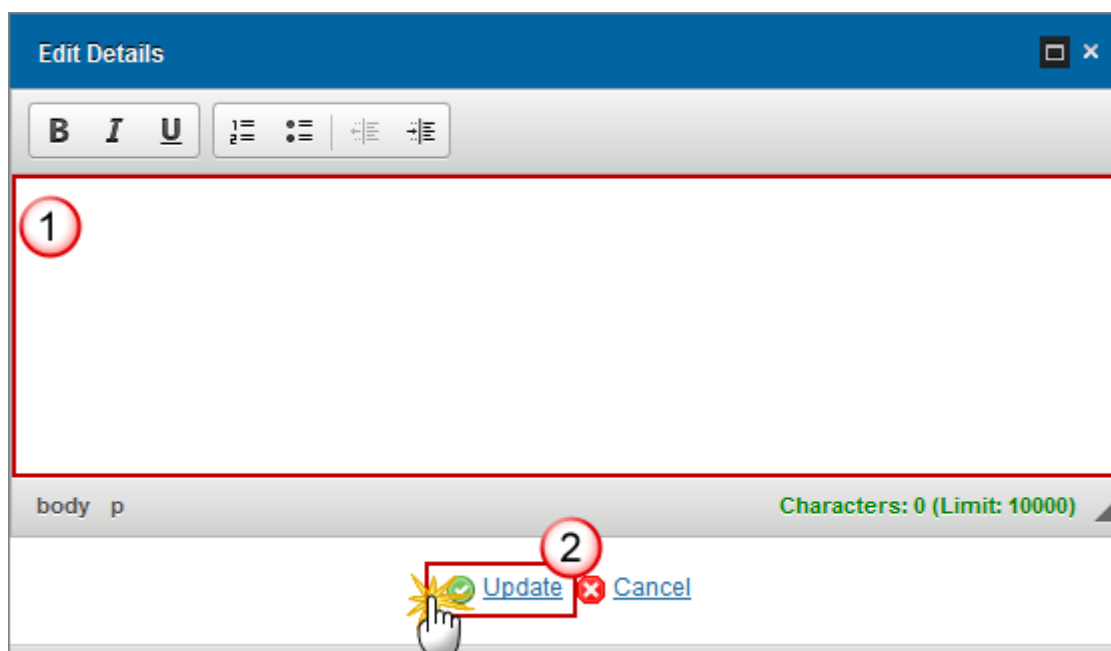 Edit Details
B I U
1
body p Characters: 0 (Limit: 10000)
2
Update Cancel